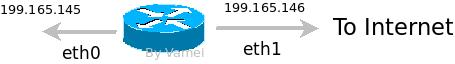 199.165.145
199.165.146
To Internet
eth0
eth1
By Vamel